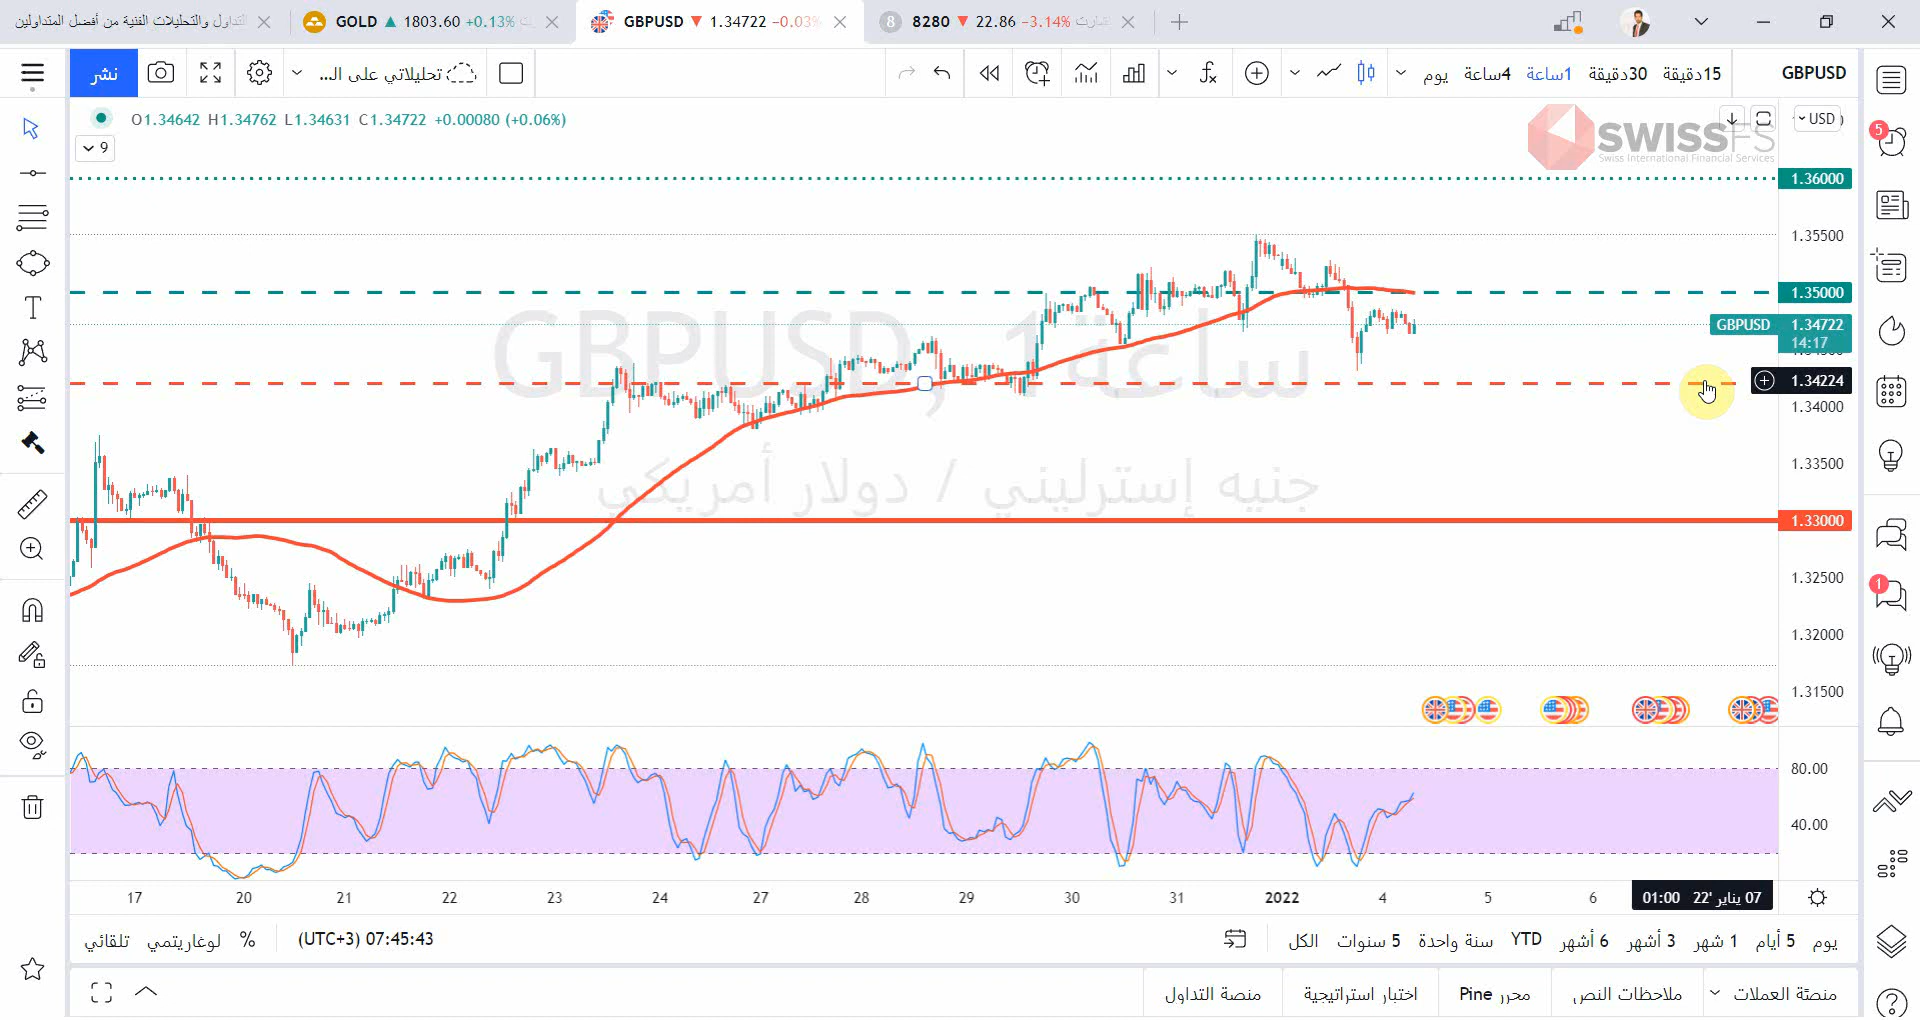 التداول والتحليلات الفنية من أفضل المتداولين
GOLD ▲ 1803.60 +0.13%
GBPUSD ▼ 1.34722 −0.03%
8 8280 ▼ 22.86 −3.14%
نشر
تحليلاتي على الـ...
15دقيقة 30دقيقة 1ساعة 4ساعة يوم
GBPUSD
O1.34642 H1.34762 L1.34631 C1.34722 +0.00080 (+0.06%)
9
SWISSFS
Swiss International Financial Services
USD
GBPUSD, 1ساعة
جنيه إسترليني / دولار أمريكي
1.36000
1.35500
1.35000
GBPUSD 1.34722
14:17
1.34224
1.34000
1.33500
1.33000
1.32500
1.32000
1.31500
80.00
40.00
5
1
17 20 21 22 23 24 27 28 29 30 31 2022 4 5 6
07 يناير '22 01:00
تلقائي لوغاريتمي %
07:45:43 (UTC+3)
يوم 5 أيام 1 شهر 3 أشهر 6 أشهر YTD سنة واحدة 5 سنوات الكل
منصئة العملات ملاحظات النص محرر Pine اختبار استراتيجية منصة التداول